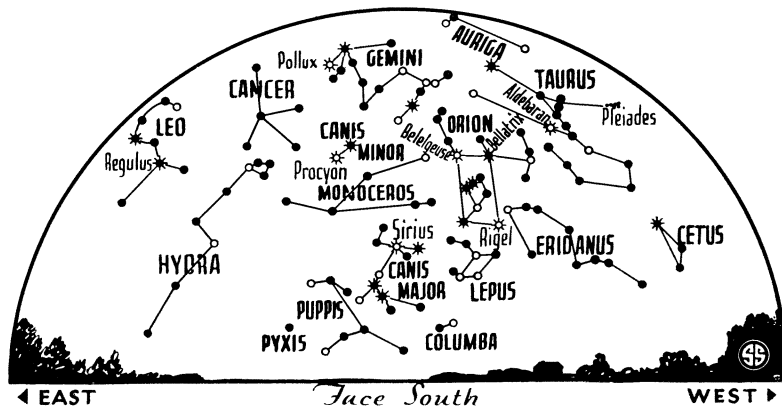 AURIGA
Pollux
GEMINI
TAURUS
CANCER
Aldebaran
Pleiades
LEO
CANIS
MINOR
ORION
Bellatrix
Betelgeuse
Regulus
Procyon
MONOCEROS
Sirius
Rigel
ERIDANUS
CETUS
HYDRA
CANIS
MAJOR
LEPUS
PUPPIS
PYXIS
COLUMBA
SS
EAST
Face South
WEST